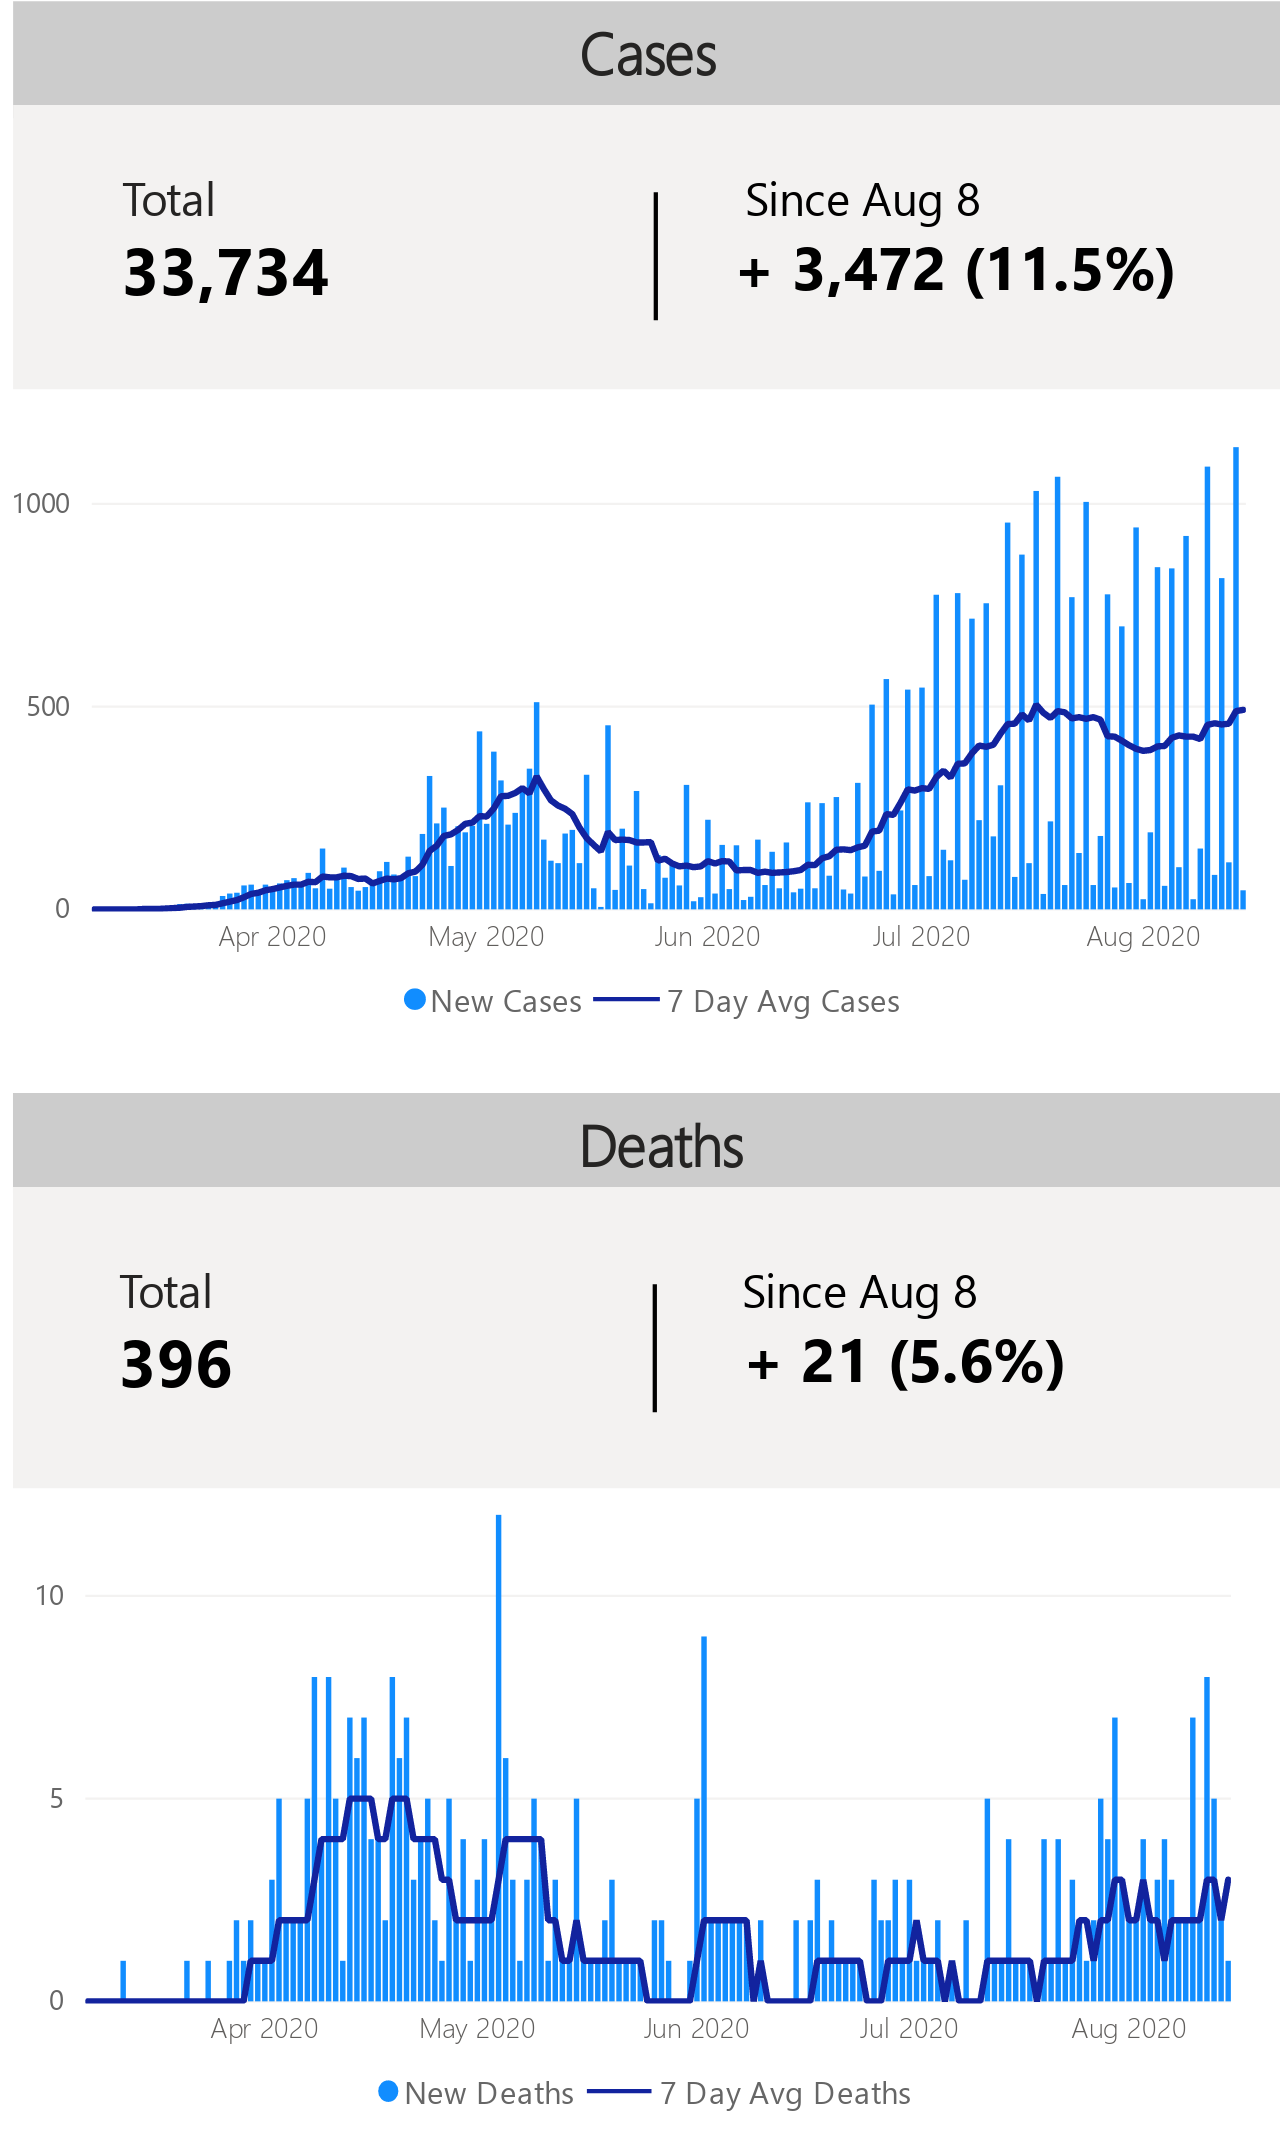 Cases
Total
Since Aug 8
33,734
+ 3,472 (11.5%)
1000
500
0
Apr 2020
May 2020
Jun 2020
Jul 2020
Aug 2020
New Cases
7 Day Avg Cases
Deaths
Total
Since Aug 8
396
+ 21 (5.6%)
10
5
0
Apr 2020
May 2020
Jun 2020
Jul 2020
Aug 2020
New Deaths
7 Day Avg Deaths